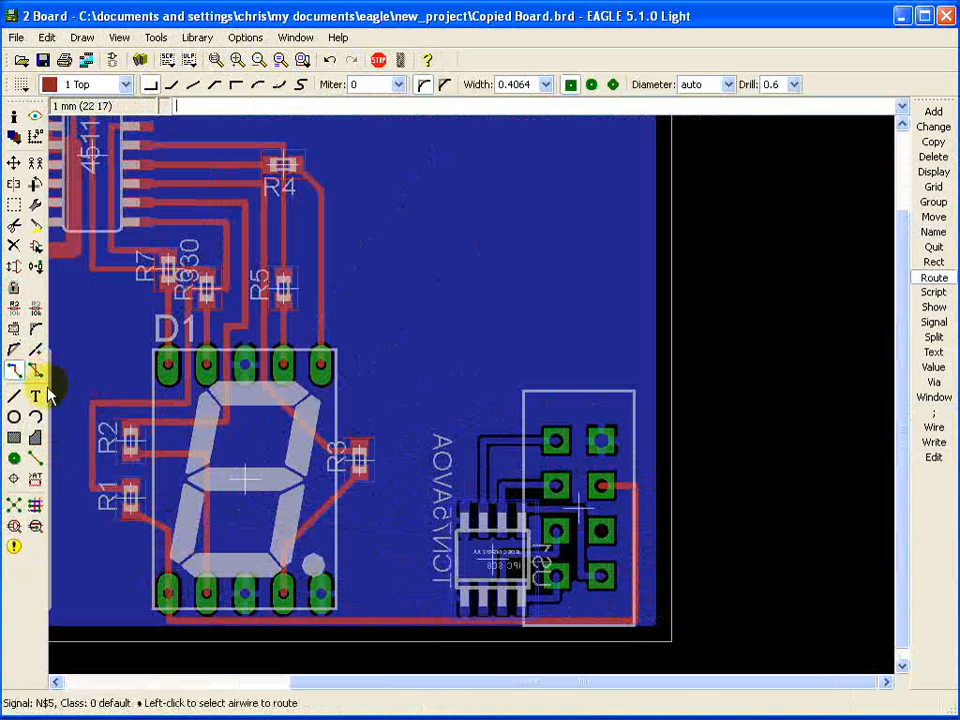 2 Board - C:\documents and settings\chris\my documents\eagle\new_project\Copied Board.brd - EAGLE 5.1.0 Light
File Edit Draw View Tools Library Options Window Help
SCR ULP STOP
1 Top Miter: 0 Width: 0.4064 Diameter: auto Drill: 0.6
1 mm (22 17)
Add
Change
Copy
Delete
Display
Grid
Group
Move
Name
Quit
Rect
Route
Script
Show
Signal
Split
Text
Value
Via
Window
;
Wire
Write
Edit
4511
R4
R7
R5
D1
R2
R3
R1
Signal: N$5, Class: 0 default ♦ Left-click to select airwire to route